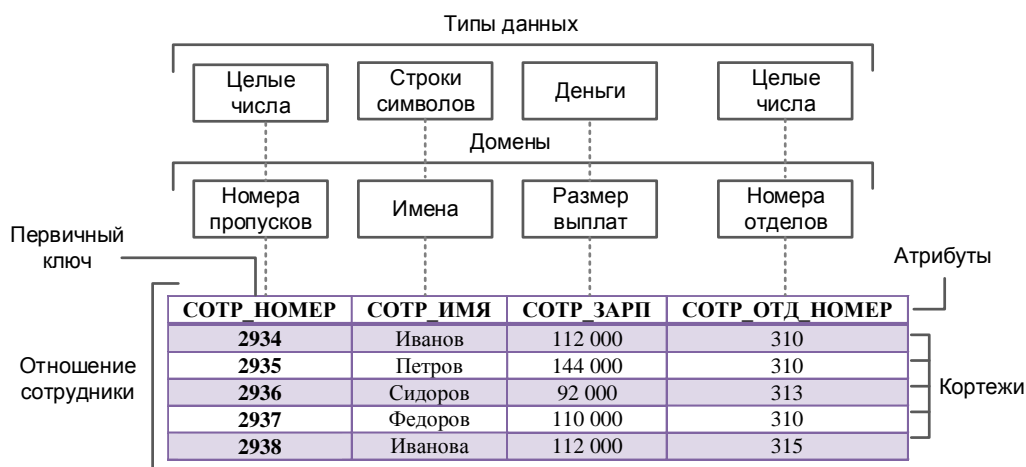 Типы данных
Целые числа
Строки символов
Деньги
Целые числа
Домены
Номера пропусков
Имена
Размер выплат
Номера отделов
Первичный ключ
Атрибуты
СОТР_НОМЕР СОТР_ИМЯ СОТР_ЗАРП СОТР_ОТД_НОМЕР
2934 Иванов 112 000 310
2935 Петров 144 000 310
2936 Сидоров 92 000 313
2937 Федоров 110 000 310
2938 Иванова 112 000 315
Отношение сотрудники
Кортежи